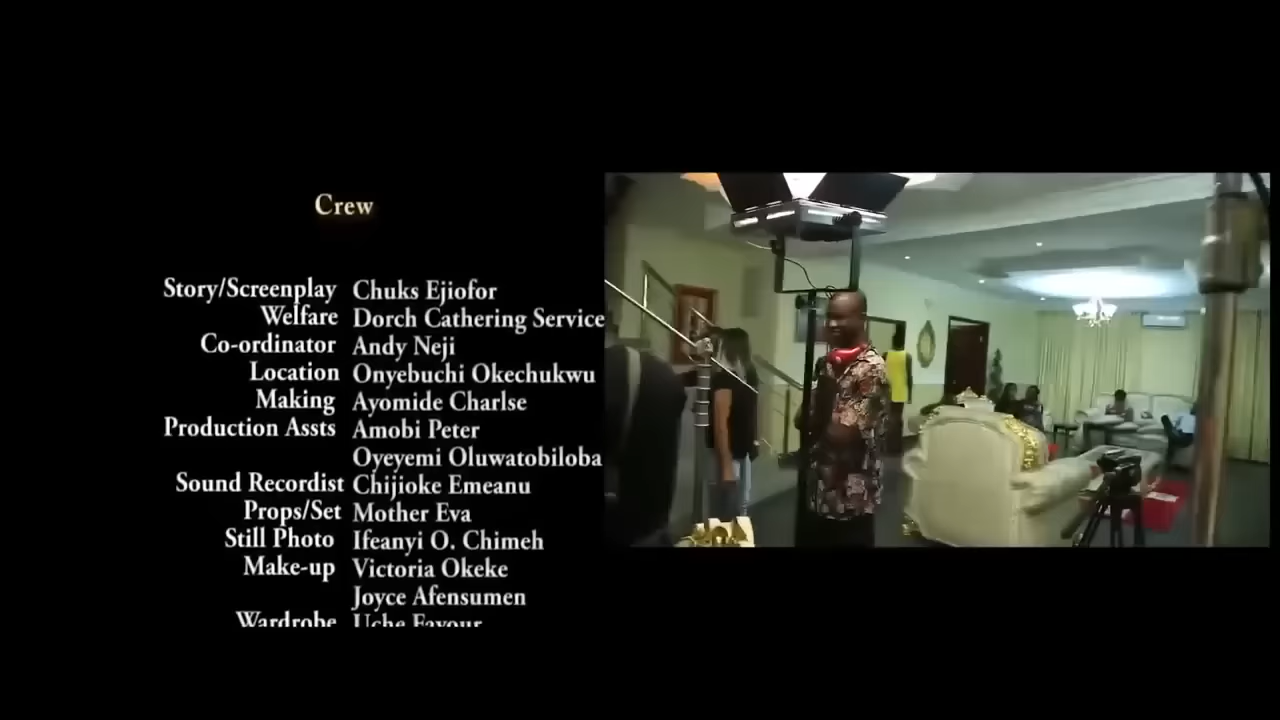 Crew
Story/Screenplay Chuks Ejiofor
Welfare Dorch Cathering Service
Co-ordinator Andy Neji
Location Onyebuchi Okechukwu
Making Ayomide Charlse
Production Assts Amobi Peter
Oyeyemi Oluwatobiloba
Sound Recordist Chijioke Emeanu
Props/Set Mother Eva
Still Photo Ifeanyi O. Chimeh
Make-up Victoria Okeke
Joyce Afensumen
Wardrobe Uche Favour